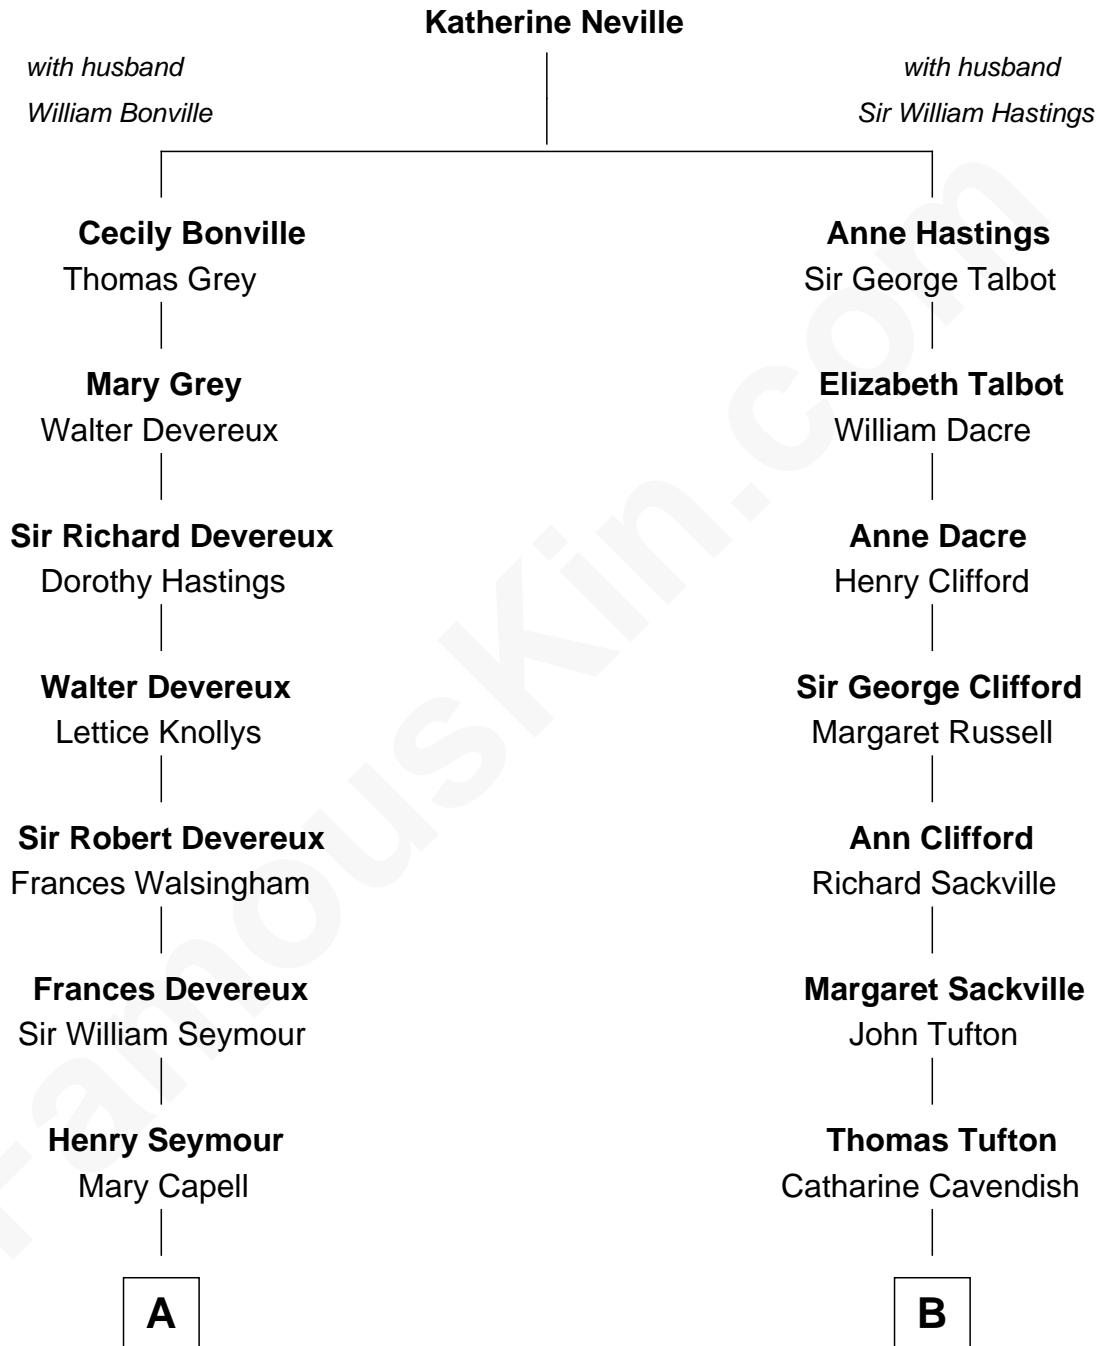 Katherine Neville
with husband
William Bonville
with husband
Sir William Hastings
Cecily Bonville
Thomas Grey
Anne Hastings
Sir George Talbot
Mary Grey
Walter Devereux
Elizabeth Talbot
William Dacre
Sir Richard Devereux
Dorothy Hastings
Anne Dacre
Henry Clifford
Walter Devereux
Lettice Knollys
Sir George Clifford
Margaret Russell
Sir Robert Devereux
Frances Walsingham
Ann Clifford
Richard Sackville
Frances Devereux
Sir William Seymour
Margaret Sackville
John Tufton
Henry Seymour
Mary Capell
Thomas Tufton
Catharine Cavendish
A
B
FamousKin.com